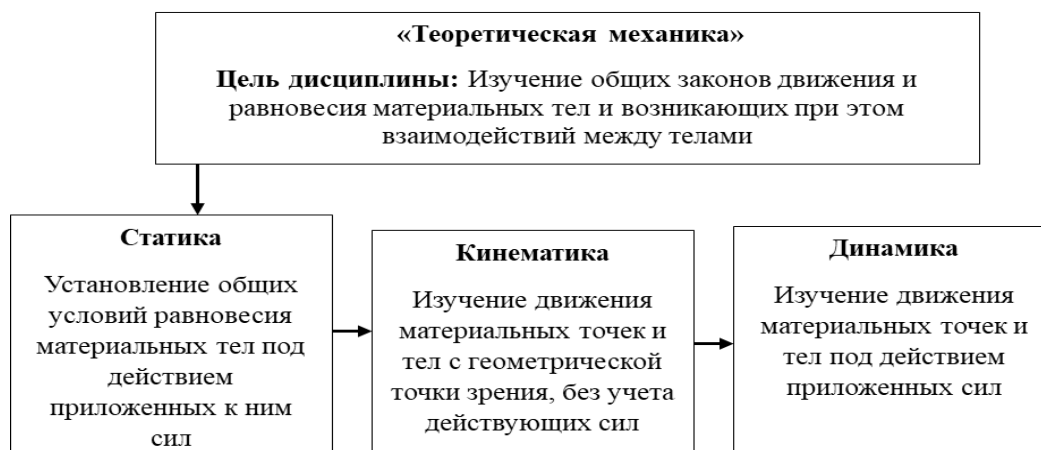 «Теоретическая механика»
Цель дисциплины: Изучение общих законов движения и
равновесия материальных тел и возникающих при этом
взаимодействий между телами
Статика
Установление общих
условий равновесия
материальных тел под
действием
приложенных к ним
сил
Кинематика
Изучение движения
материальных точек и
тел с геометрической
точки зрения, без учета
действующих сил
Динамика
Изучение движения
материальных точек и
тел под действием
приложенных сил